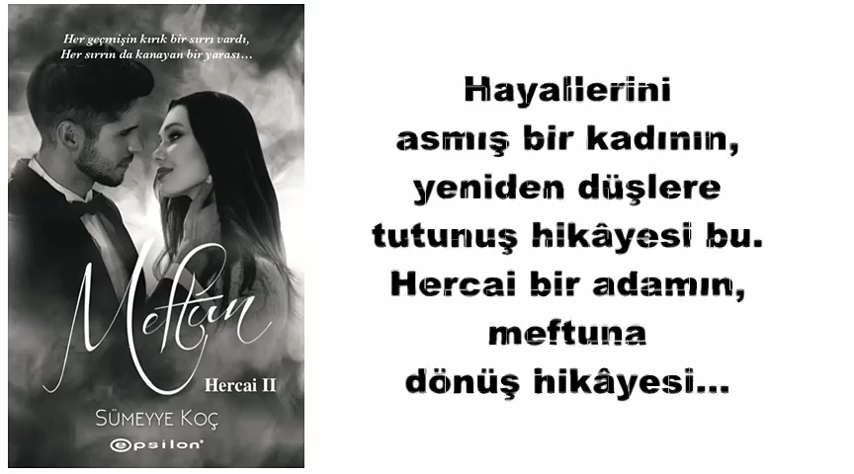 Her geçmişin kırık bir sırrı vardı,
Her sırrın da kanayan bir yarası...
Meftun
Hercai II
SÜMEYYE KOÇ
epsilon®
Hayallerini
asmış bir kadının,
yeniden düşlere
tutunuş hikâyesi bu.
Hercai bir adamın,
meftuna
dönüş hikâyesi...